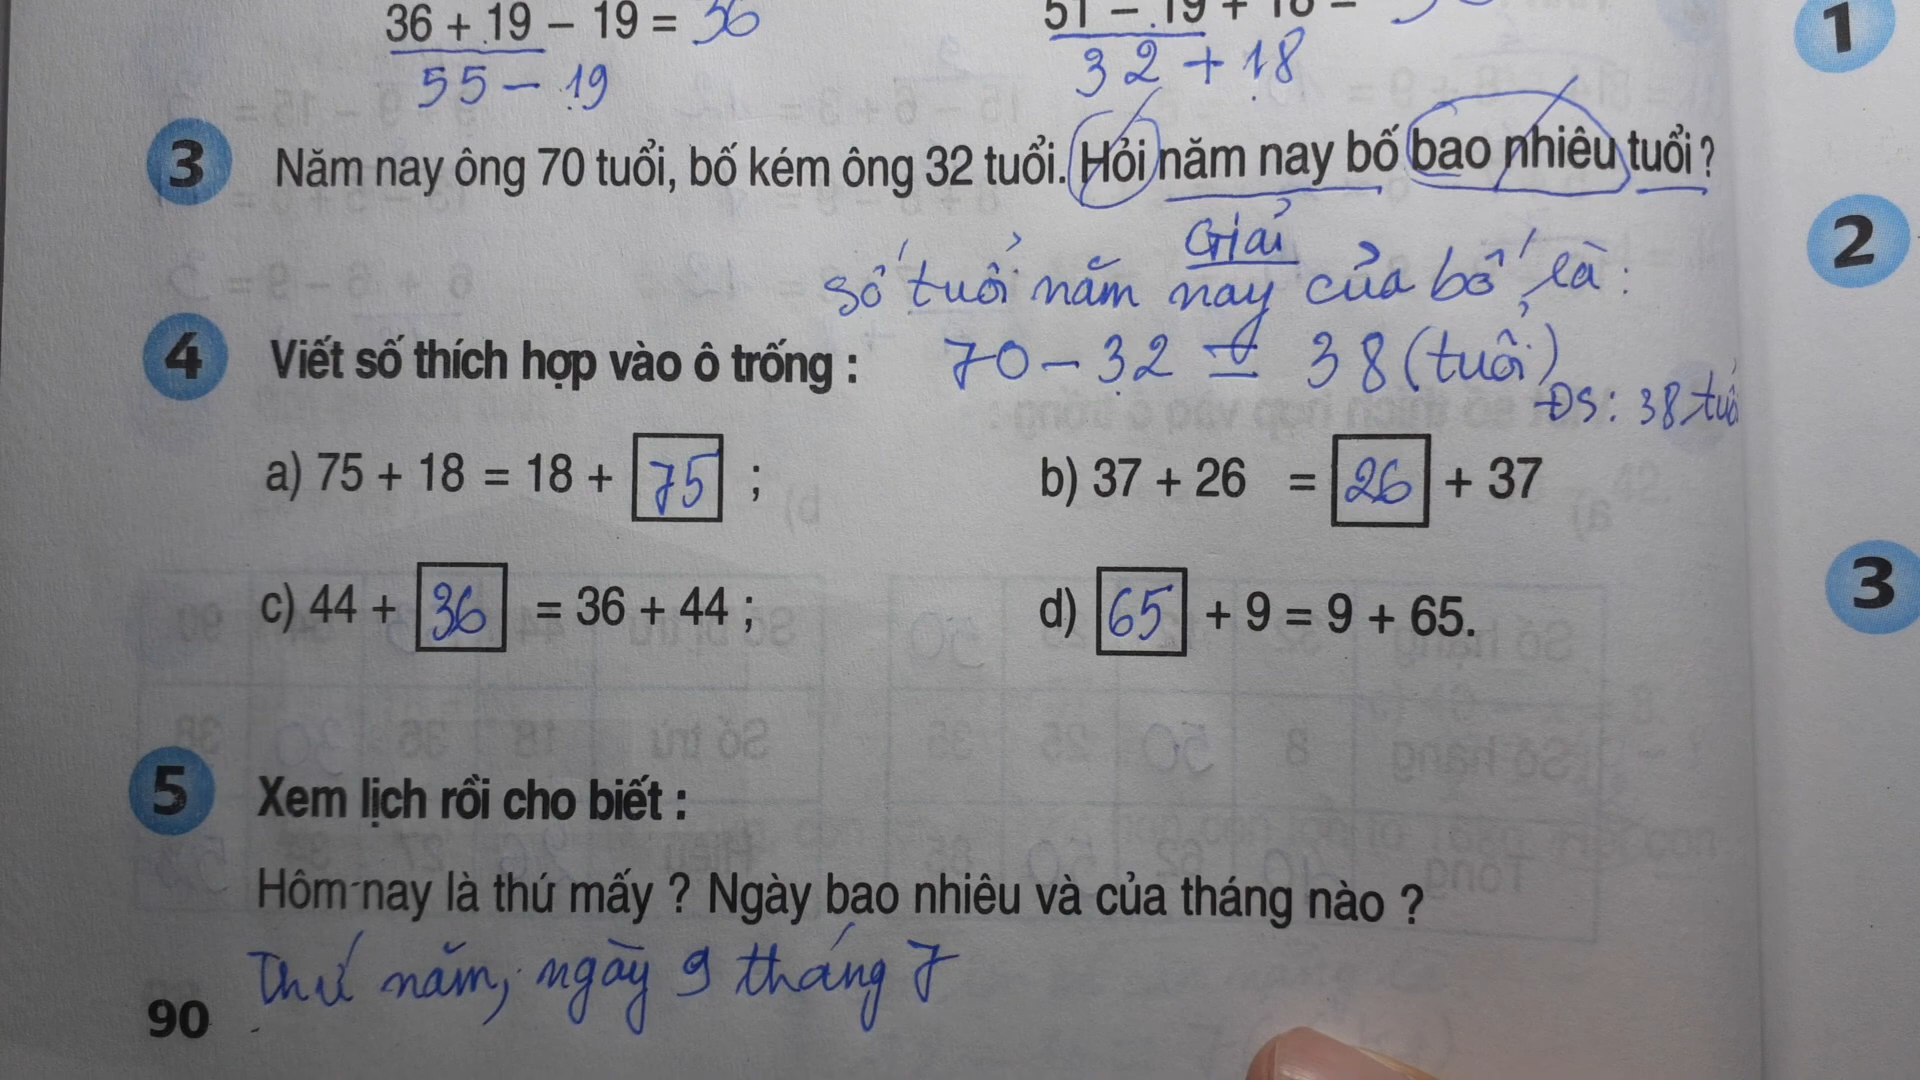 36 + 19 - 19 = 36
55 - 19
51 - 19 + 18 =
32 + 18
3 Năm nay ông 70 tuổi, bố kém ông 32 tuổi. Hỏi năm nay bố bao nhiêu tuổi ?
Giải
số tuổi năm nay của bố là :
70 - 32 = 38 (tuổi)
ĐS : 38 tuổi
4 Viết số thích hợp vào ô trống :
a) 75 + 18 = 18 + 75 ;
b) 37 + 26 = 26 + 37
c) 44 + 36 = 36 + 44 ;
d) 65 + 9 = 9 + 65.
5 Xem lịch rồi cho biết :
Hôm nay là thứ mấy ? Ngày bao nhiêu và của tháng nào ?
Thứ năm, ngày 9 tháng 7
90
1
2
3